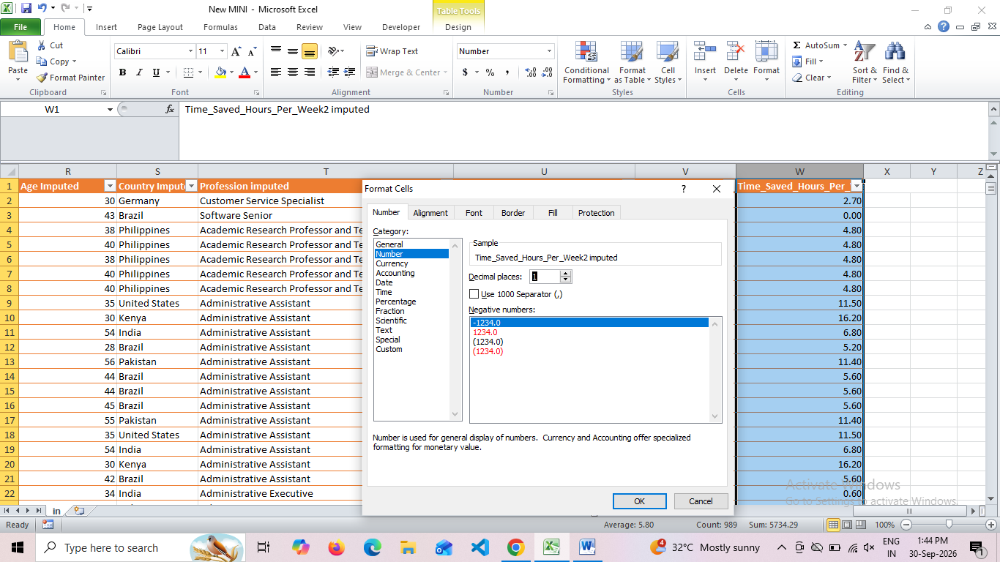 New MINI - Microsoft Excel
Table Tools
File Home Insert Page Layout Formulas Data Review View Developer Design
Paste
Cut
Copy
Format Painter
Clipboard
Calibri 11
B I U
Font
Wrap Text
Merge & Center
Alignment
Number
$ % ,
Number
Conditional Formatting
Format as Table
Cell Styles
Styles
Insert Delete Format
Cells
Σ AutoSum
Fill
Clear
Sort & Filter
Find & Select
Editing
W1 fx Time_Saved_Hours_Per_Week2 imputed
R S T U V W X Y Z
1 Age Imputed Country Imput Profession imputed Time_Saved_Hours_Per_
2 30 Germany Customer Service Specialist 2.70
3 43 Brazil Software Senior 0.00
4 38 Philippines Academic Research Professor and Te 4.80
5 40 Philippines Academic Research Professor and Te 4.80
6 38 Philippines Academic Research Professor and Te 4.80
7 40 Philippines Academic Research Professor and Te 4.80
8 40 Philippines Academic Research Professor and Te 4.80
9 35 United States Administrative Assistant 11.50
10 30 Kenya Administrative Assistant 16.20
11 54 India Administrative Assistant 6.80
12 28 Brazil Administrative Assistant 5.20
13 56 Pakistan Administrative Assistant 11.40
14 44 Brazil Administrative Assistant 5.60
15 44 Brazil Administrative Assistant 5.60
16 45 Brazil Administrative Assistant 5.60
17 55 Pakistan Administrative Assistant 11.40
18 35 United States Administrative Assistant 11.50
19 54 India Administrative Assistant 6.80
20 30 Kenya Administrative Assistant 16.20
21 42 Brazil Administrative Assistant 5.60
22 34 India Administrative Executive 0.60
Format Cells
Number Alignment Font Border Fill Protection
Category:
General
Number
Currency
Accounting
Date
Time
Percentage
Fraction
Scientific
Text
Special
Custom
Sample
Time_Saved_Hours_Per_Week2 imputed
Decimal places: 1
Use 1000 Separator (,)
Negative numbers:
-1234.0
1234.0
(1234.0)
(1234.0)
Number is used for general display of numbers. Currency and Accounting offer specialized
formatting for monetary value.
OK Cancel
Activate Windows
Go to Settings to activate Windows.
in
Ready Average: 5.80 Count: 989 Sum: 5734.29 100%
Type here to search
4
32°C Mostly sunny
ENG
IN
1:44 PM
30-Sep-2026
1